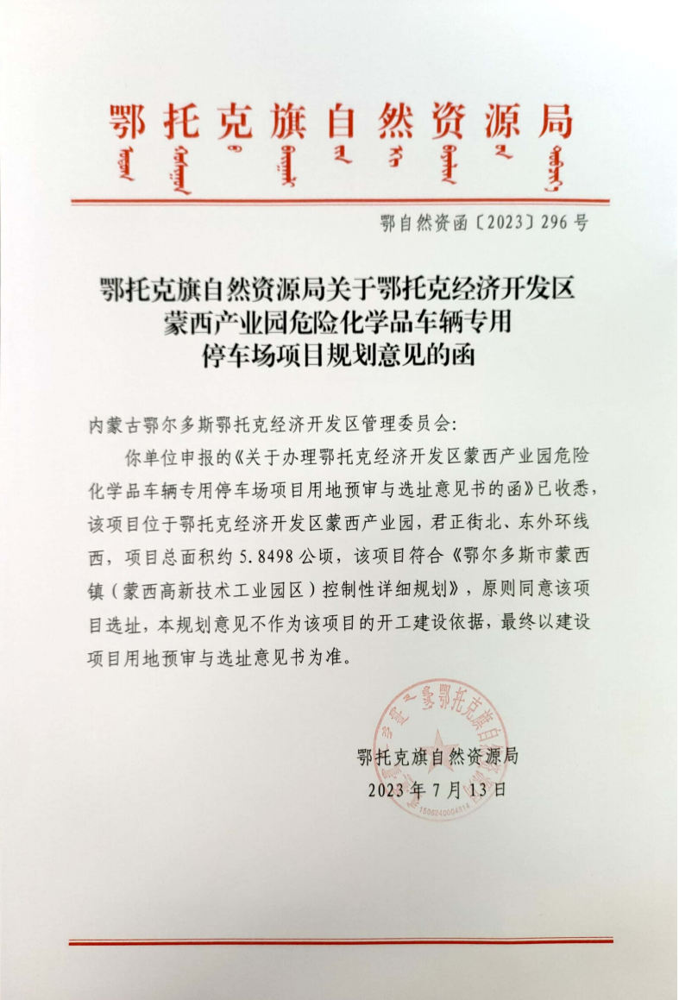 鄂托克旗自然资源局
鄂自然资函〔2023〕296 号
鄂托克旗自然资源局关于鄂托克经济开发区
蒙西产业园危险化学品车辆专用
停车场项目规划意见的函
内蒙古鄂尔多斯鄂托克经济开发区管理委员会：
你单位申报的《关于办理鄂托克经济开发区蒙西产业园危险
化学品车辆专用停车场项目用地预审与选址意见书的函》已收悉，
该项目位于鄂托克经济开发区蒙西产业园，君正街北、东外环线
西，项目总面积约 5.8498 公顷，该项目符合《鄂尔多斯市蒙西
镇（蒙西高新技术工业园区）控制性详细规划》，原则同意该项
目选址，本规划意见不作为该项目的开工建设依据，最终以建设
项目用地预审与选址意见书为准。
鄂托克旗自然资源局
鄂托克旗自然资源局
2023 年 7 月 13 日